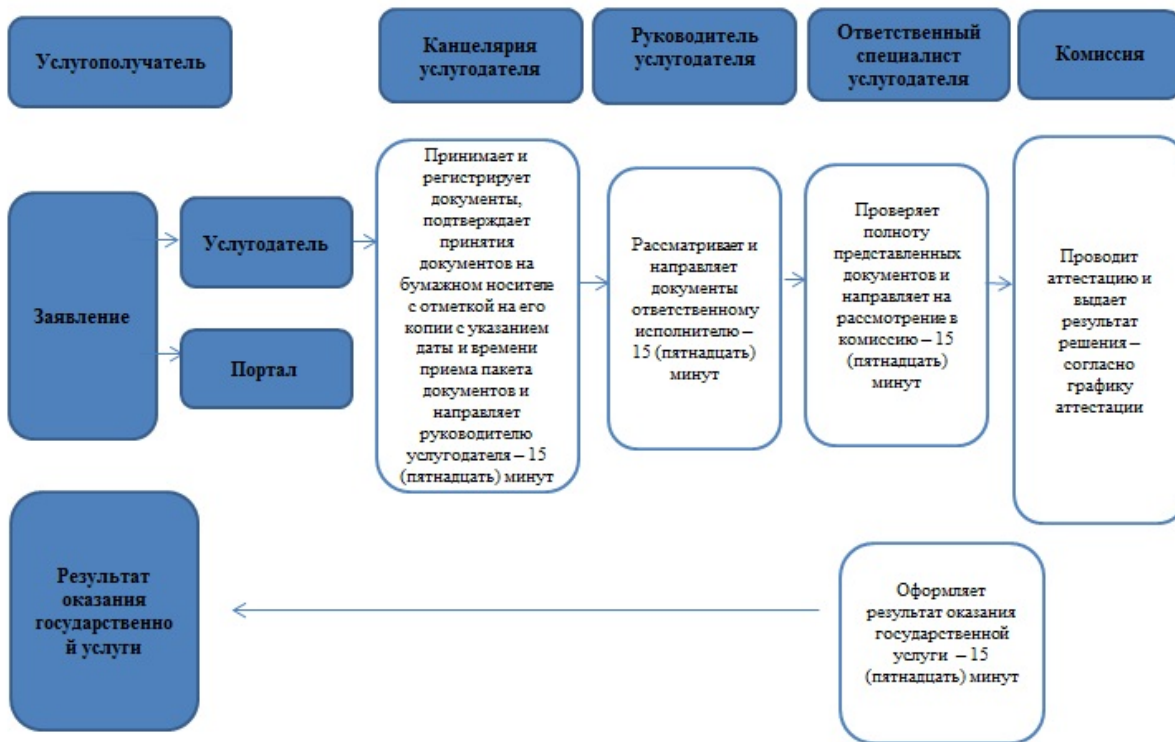 Услугополучатель
Канцелярия
услугодателя
Руководитель
услугодателя
Ответственный
специалист
услугодателя
Комиссия
Заявление
Услугодатель
Портал
Принимает и
регистрирует
документы,
подтверждает
принятия
документов на
бумажном носителе
с отметкой на его
копии с указанием
даты и времени
приема пакета
документов и
направляет
руководителю
услугодателя – 15
(пятнадцать) минут
Рассматривает и
направляет
документы
ответственному
исполнителю –
15 (пятнадцать)
минут
Проверяет
полноту
представленных
документов и
направляет на
рассмотрение в
комиссию – 15
(пятнадцать)
минут
Проводит
аттестацию и
выдает
результат
решения –
согласно
графику
аттестации
Результат
оказания
государственно
й услуги
Оформляет
результат оказания
государственной
услуги – 15
(пятнадцать) минут